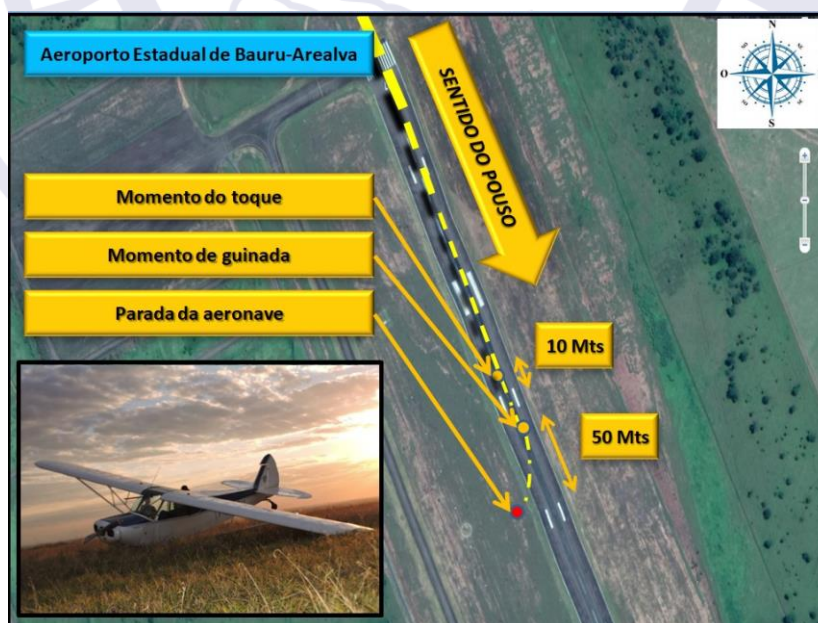 Aeroporto Estadual de Bauru-Arealva
N
O
S
SENTIDO DO POUSO
Momento do toque
Momento de guinada
Parada da aeronave
10 Mts
50 Mts